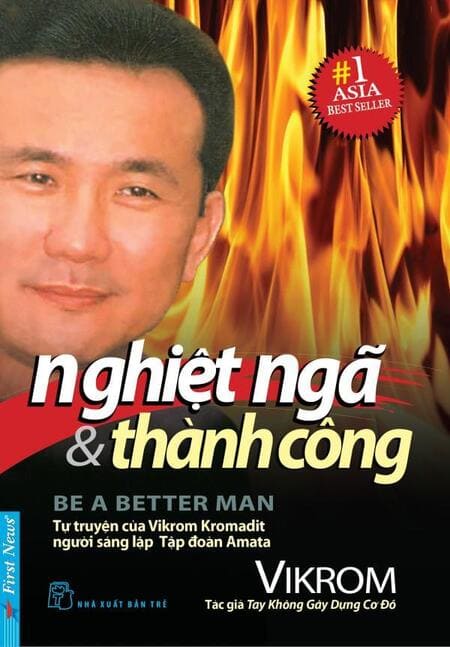 #1
ASIA
BEST SELLER
nghiệt ngã
& thành công
BE A BETTER MAN
Tự truyện của Vikrom Kromadit
người sáng lập Tập đoàn Amata
VIKROM
Tác giả Tay Không Gây Dựng Cơ Đồ
First News
NHÀ XUẤT BẢN TRẺ